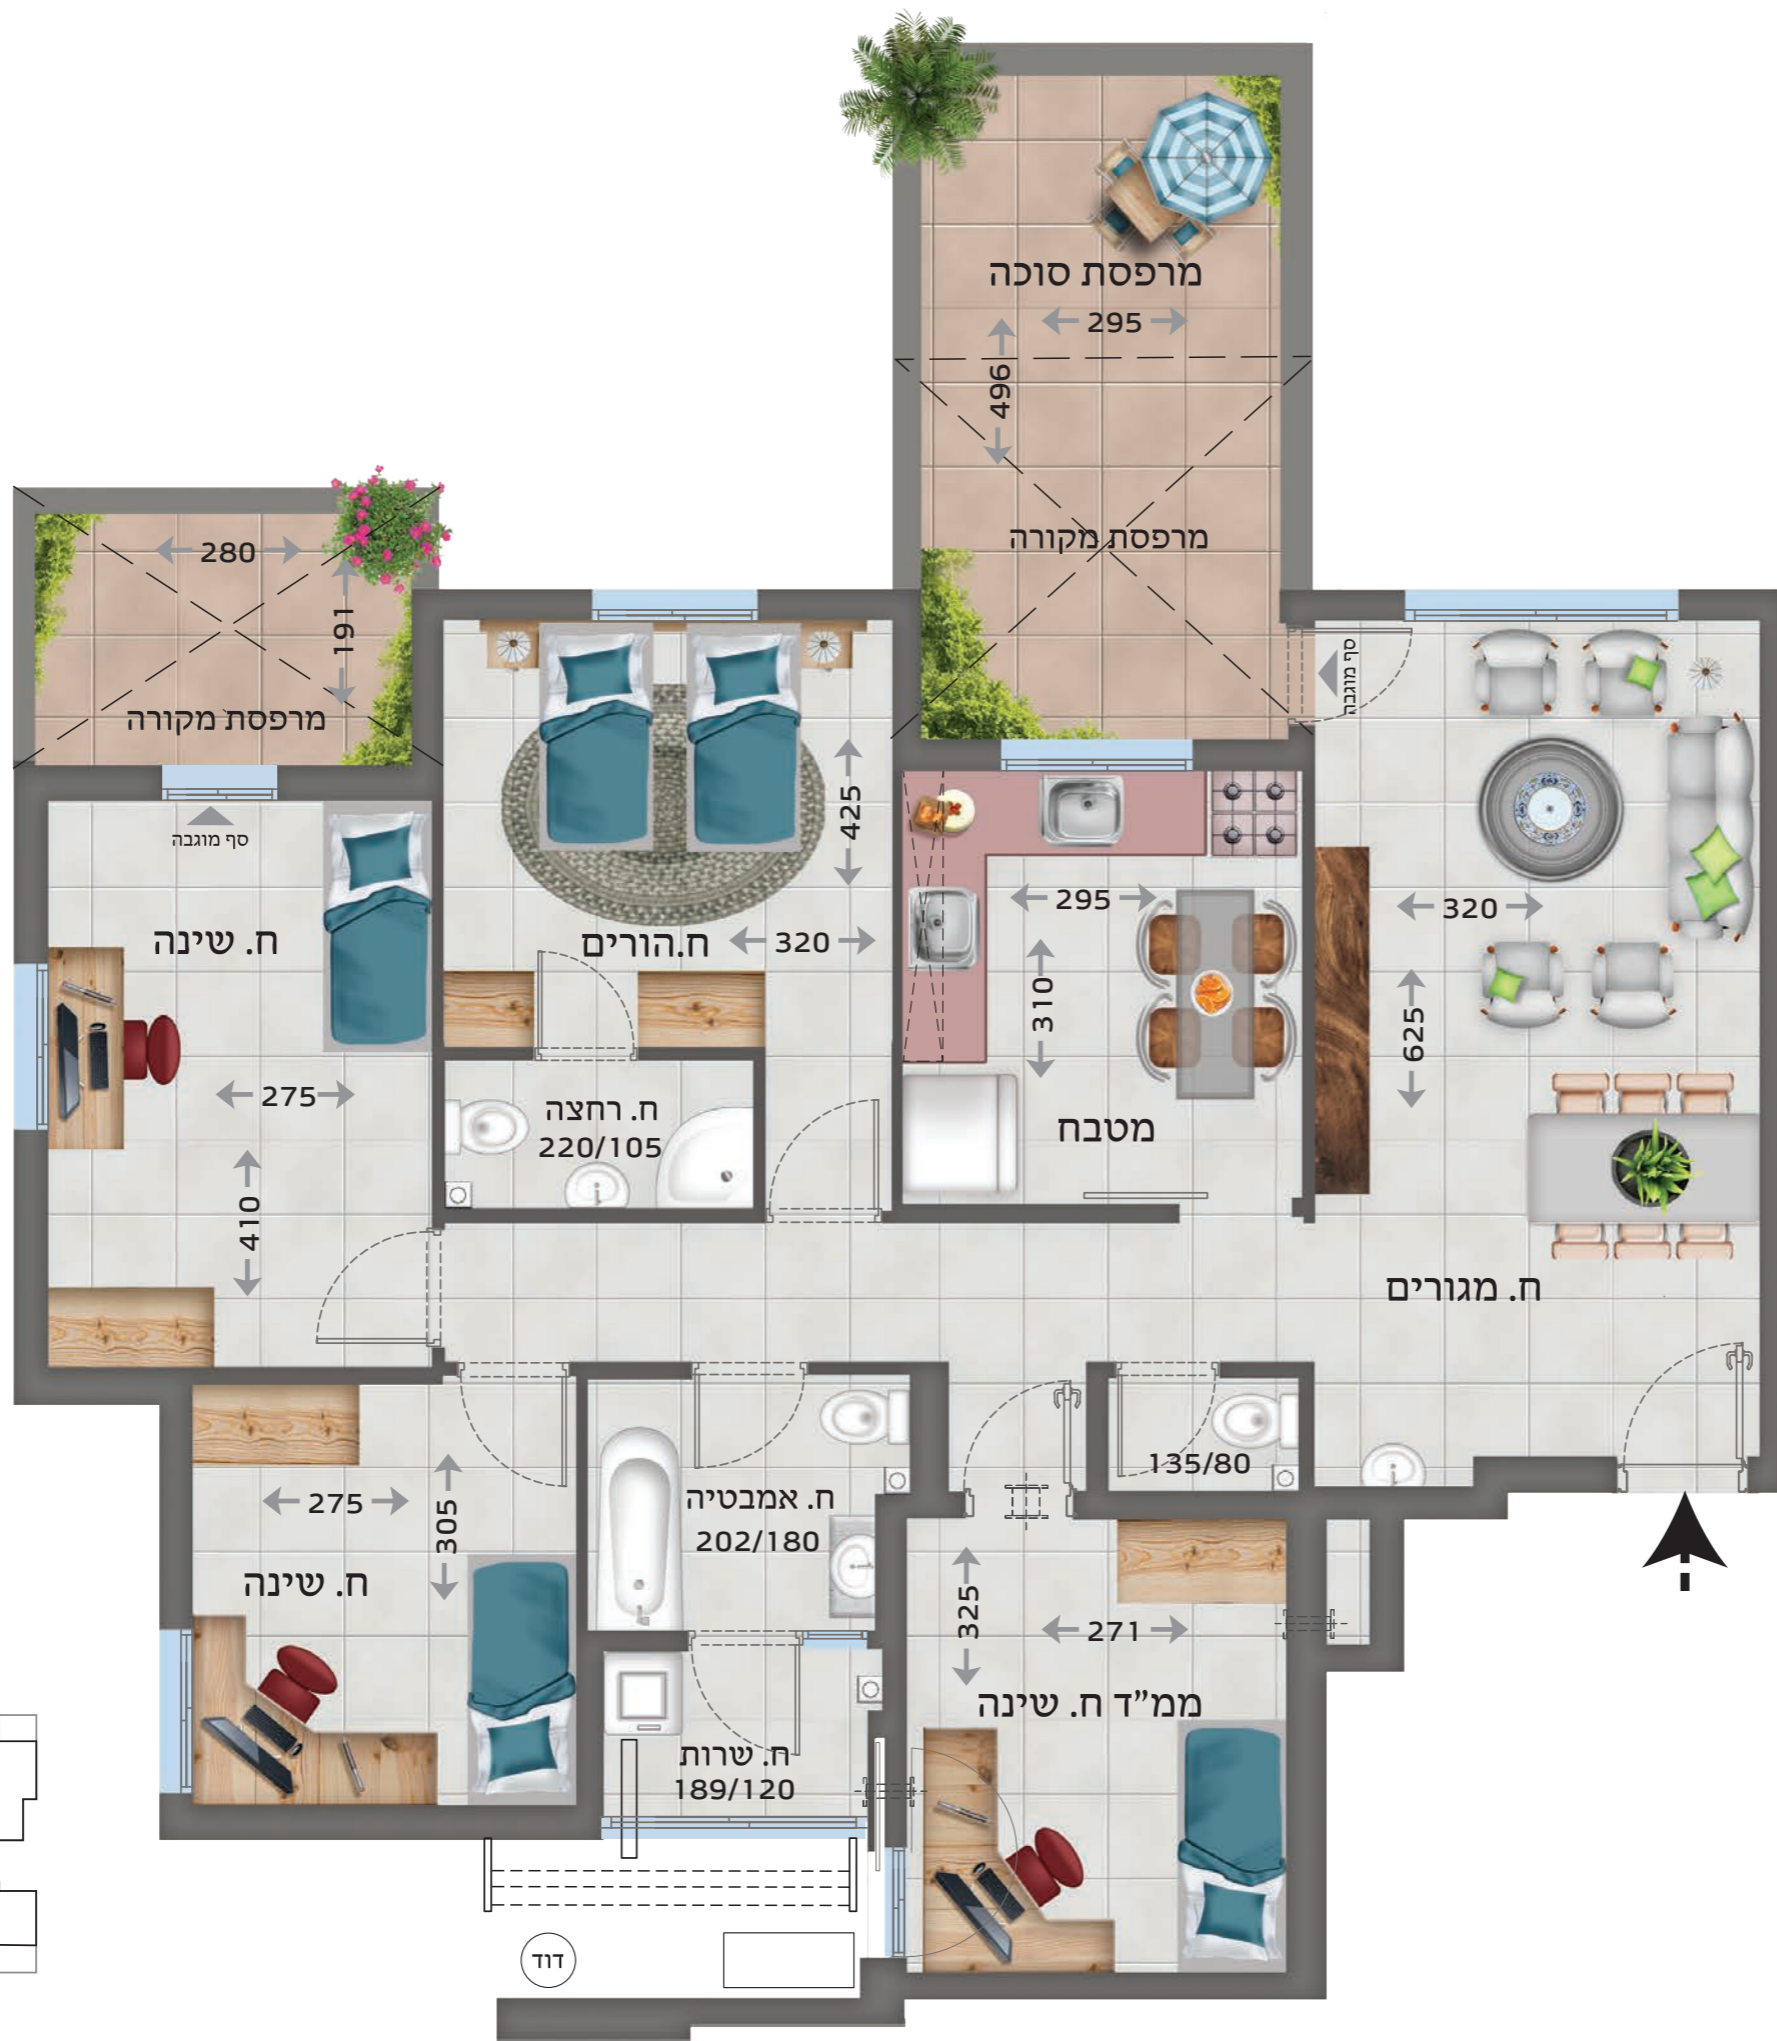 מרפסת סוכה
295
496
מרפסת מקורה
280
191
מרפסת מקורה
סף מוגבה
סף מוגבה
425
ח.הורים
320
295
310
מטבח
320
625
ח. מגורים
ח. שינה
275
410
ח. רחצה
220/105
135/80
275
305
ח. שינה
ח. אמבטיה
202/180
325
271
ממ״ד ח. שינה
ח. שרות
189/120
דוד